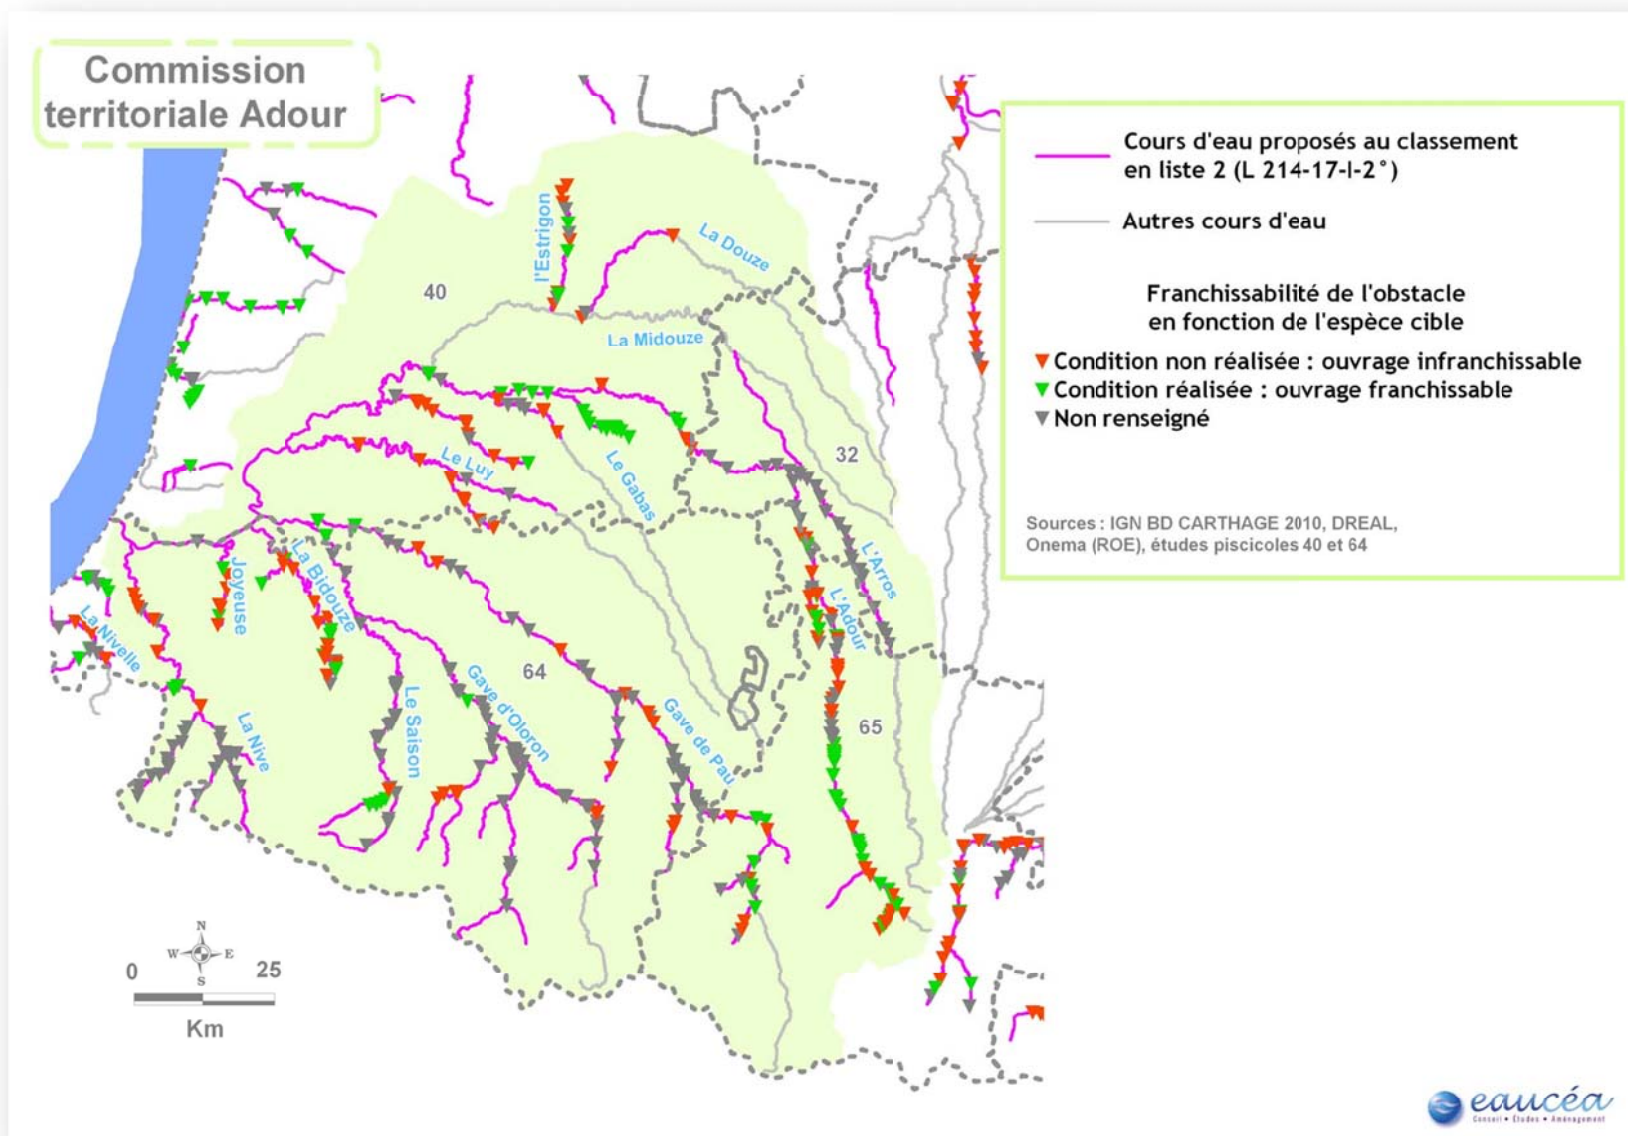 Commission
territoriale Adour
Cours d'eau proposés au classement
en liste 2 (L 214-17-I-2°)
Autres cours d'eau
Franchissabilité de l'obstacle
en fonction de l'espèce cible
Condition non réalisée : ouvrage infranchissable
Condition réalisée : ouvrage franchissable
Non renseigné
Sources : IGN BD CARTHAGE 2010, DREAL,
Onema (ROE), études piscicoles 40 et 64
l'Estrigon
La Douze
40
La Midouze
32
Le Luy
Le Gabas
L'Arros
L'Adour
Joyeuse
La Bidouze
La Nivelle
64
Gave d'Oloron
Le Saison
Gave de Pau
65
La Nive
N
W
E
S
0
25
Km
eaucéa
Conseil • Études • Aménagement